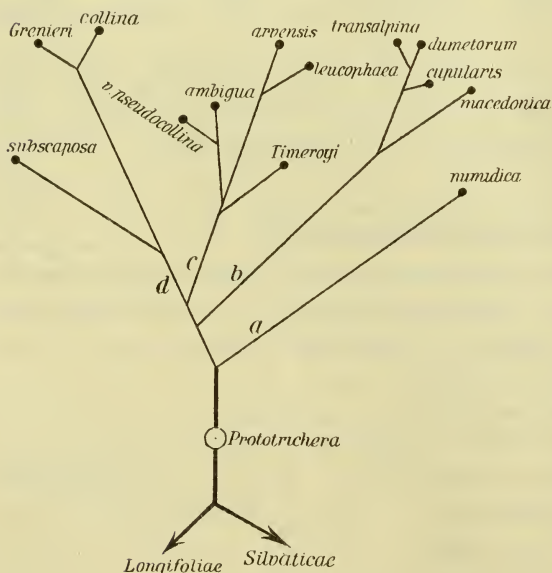 Grenieri
collina
arvensis
transalpina
dumetorum
leucophaea
cupularis
ambigua
macedonica
v. pseudocollina
subscaposa
Timeroyi
numidica
c
b
d
a
Prototrichera
Longifoliae
Silvaticae